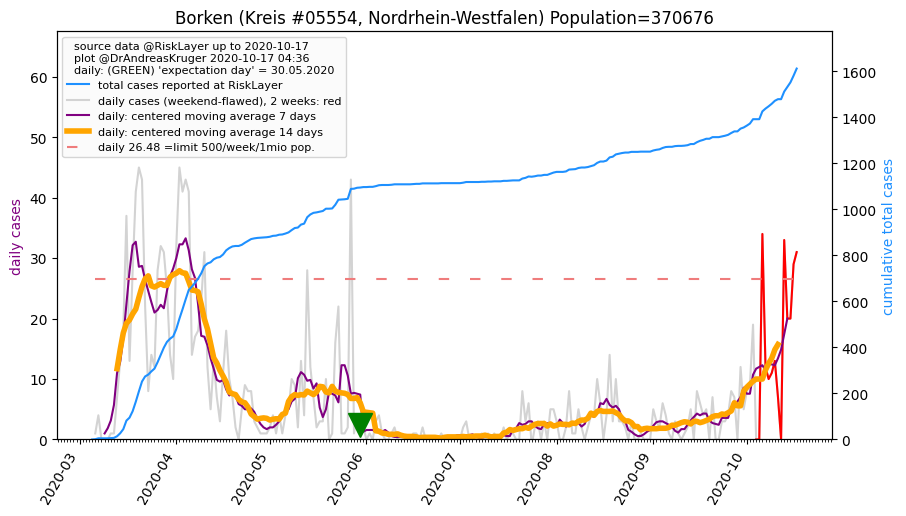 Borken (Kreis #05554, Nordrhein-Westfalen) Population=370676
source data @RiskLayer up to 2020-10-17
plot @DrAndreasKruger 2020-10-17 04:36
daily: (GREEN) 'expectation day' = 30.05.2020
total cases reported at RiskLayer
daily cases (weekend-flawed), 2 weeks: red
daily: centered moving average 7 days
daily: centered moving average 14 days
daily 26.48 =limit 500/week/1mio pop.
daily cases
60
50
40
30
20
10
0
cumulative total cases
1600
1400
1200
1000
800
600
400
200
0
2020-03
2020-04
2020-05
2020-06
2020-07
2020-08
2020-09
2020-10